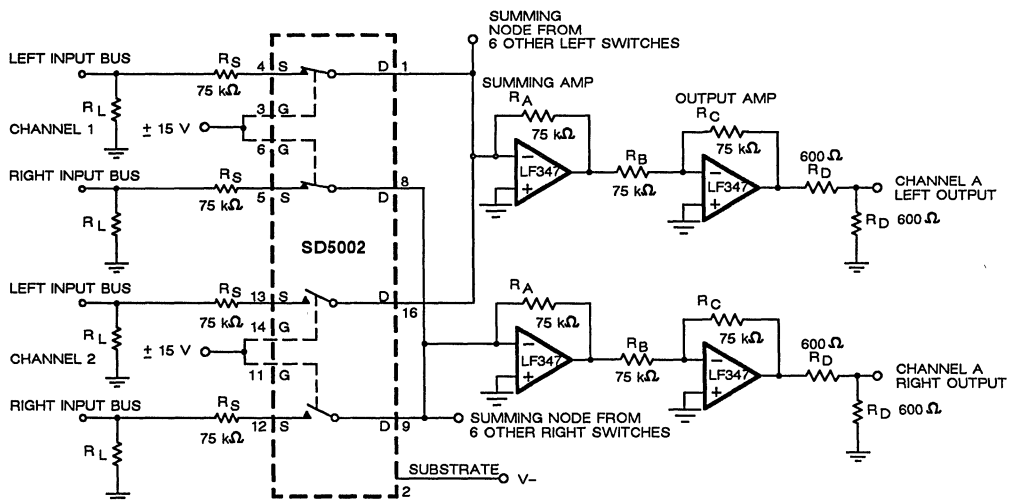 SUMMING
NODE FROM
6 OTHER LEFT SWITCHES
LEFT INPUT BUS
RS
75 kΩ
4 S
D 1
RL
3 G
CHANNEL 1
± 15 V
6 G
RIGHT INPUT BUS
RS
75 kΩ
5 S
8
D
RL
SUMMING AMP
RA
75 kΩ
−
+
LF347
RB
75 kΩ
OUTPUT AMP
RC
75 kΩ
−
+
LF347
600 Ω
RD
CHANNEL A
LEFT OUTPUT
RD 600 Ω
SD5002
LEFT INPUT BUS
RS
75 kΩ
13 S
D
16
14 G
RL
CHANNEL 2
± 15 V
11 G
RIGHT INPUT BUS
RS
75 kΩ
12 S
D 9
RL
RA
75 kΩ
−
+
LF347
RB
75 kΩ
RC
75 kΩ
−
+
LF347
600 Ω
RD
CHANNEL A
RIGHT OUTPUT
RD 600 Ω
SUMMING NODE FROM
6 OTHER RIGHT SWITCHES
SUBSTRATE
V−
2